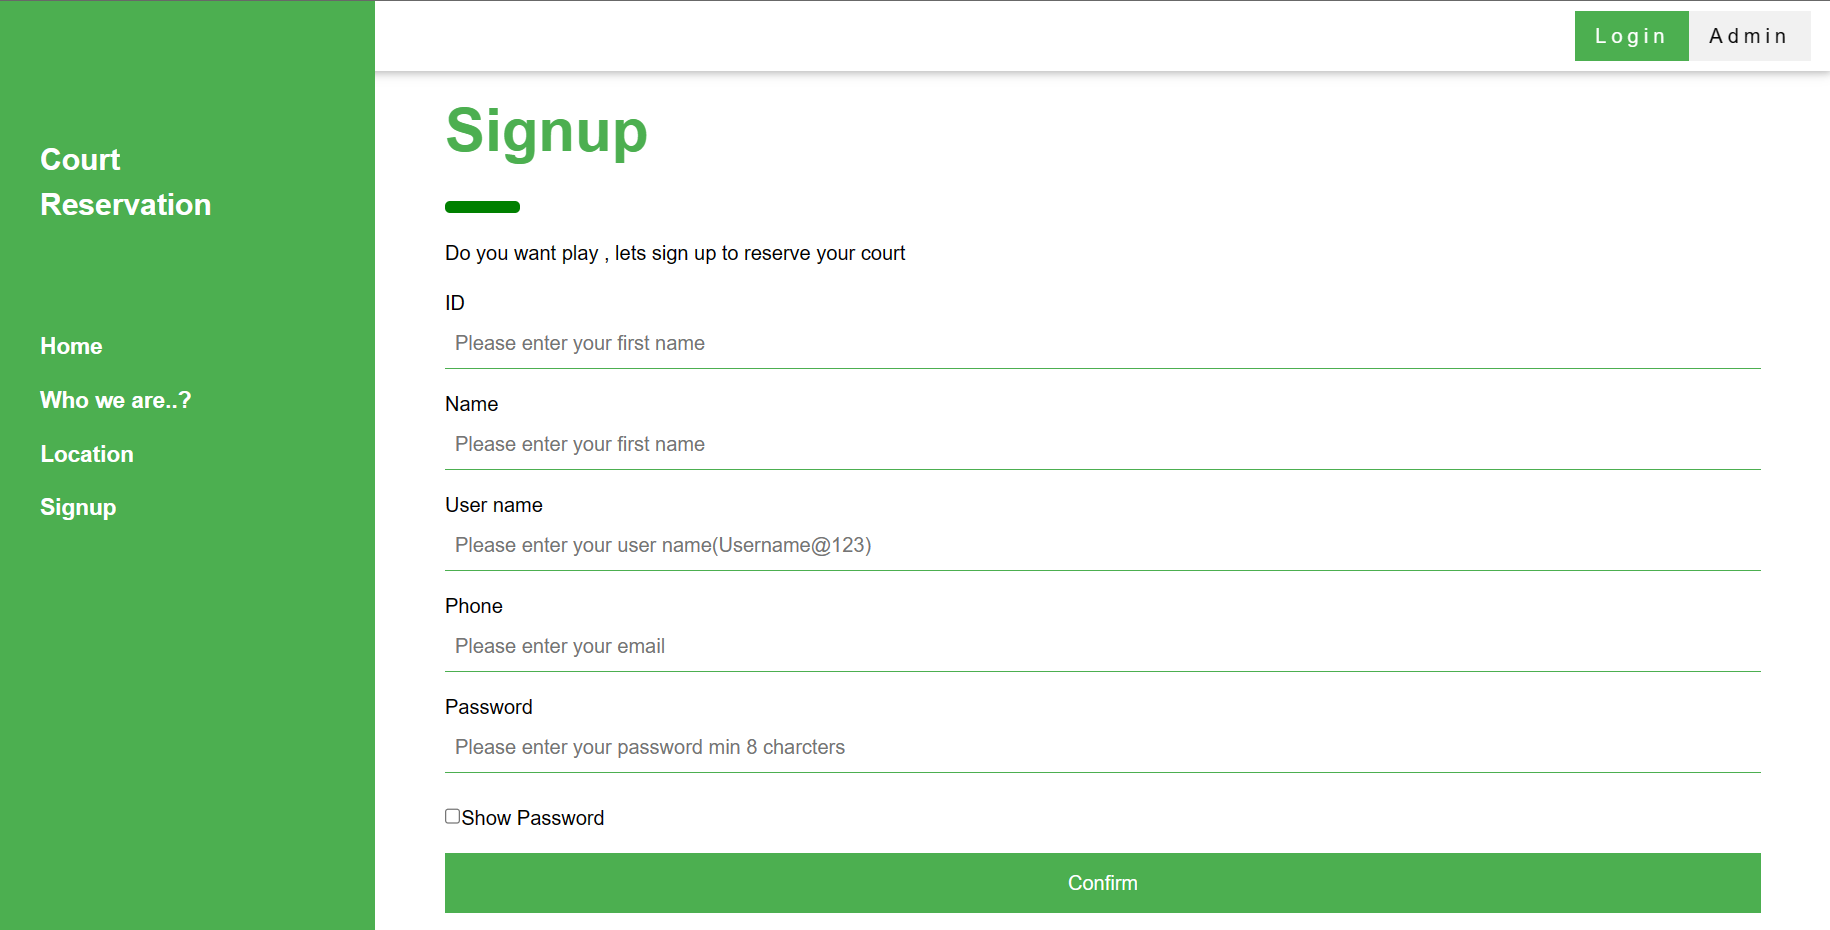 Login
Admin
Court
Reservation
Home
Who we are..?
Location
Signup
Signup
Do you want play , lets sign up to reserve your court
ID
Please enter your first name
Name
Please enter your first name
User name
Please enter your user name(Username@123)
Phone
Please enter your email
Password
Please enter your password min 8 charcters
Show Password
Confirm